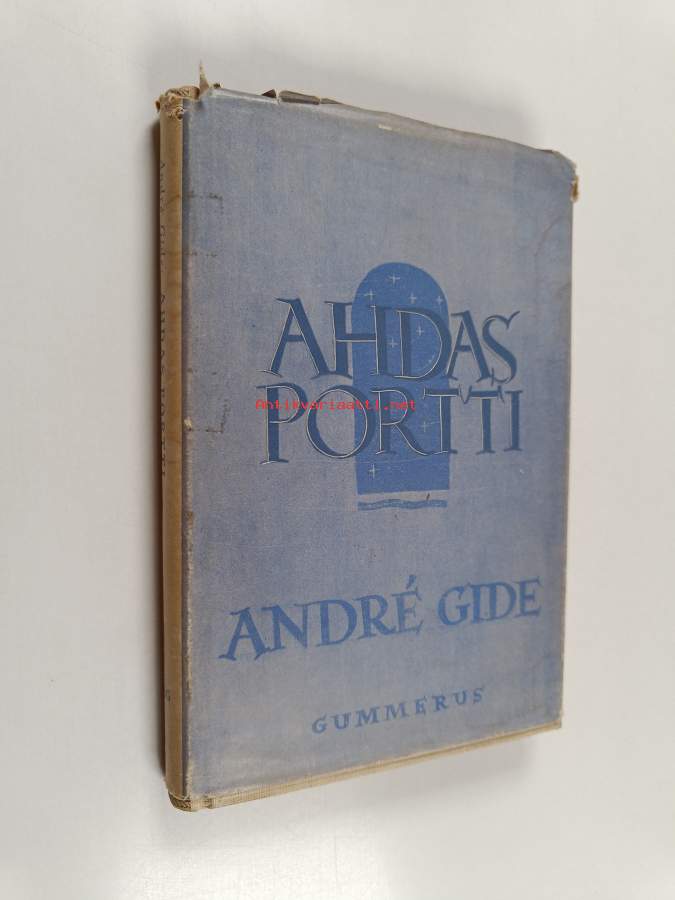 AHDAS
PORTTI
Antikvariaatti.net
ANDRÉ GIDE
GUMMERUS